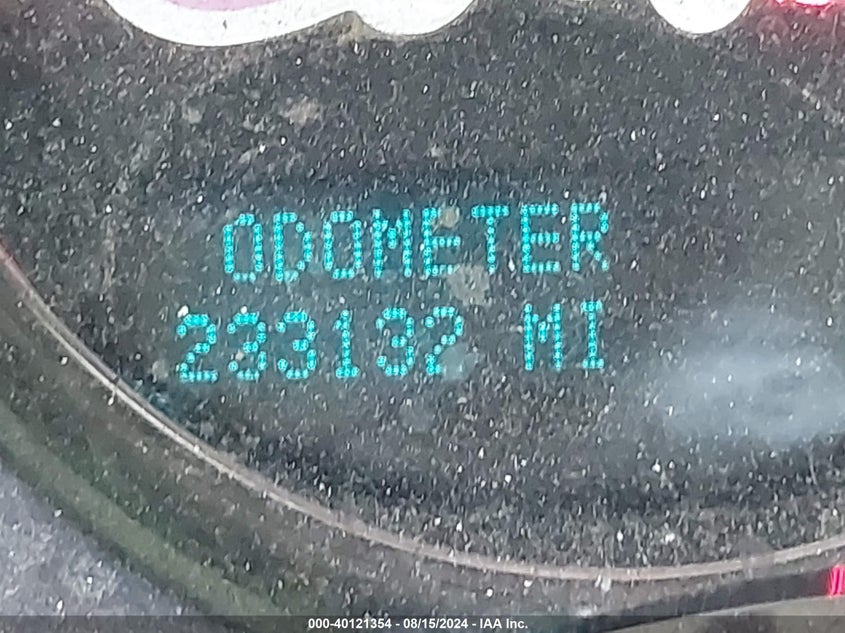 ODOMETER
233132 MI
000-40121354 - 08/15/2024 - IAA Inc.